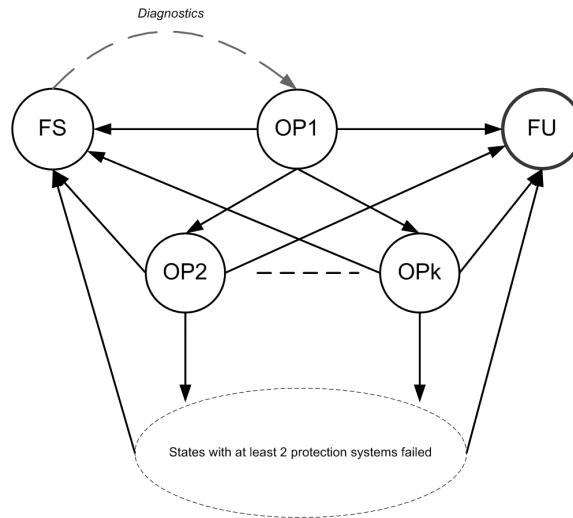 Diagnostics
FS
OP1
FU
OP2
OPk
States with at least 2 protection systems failed